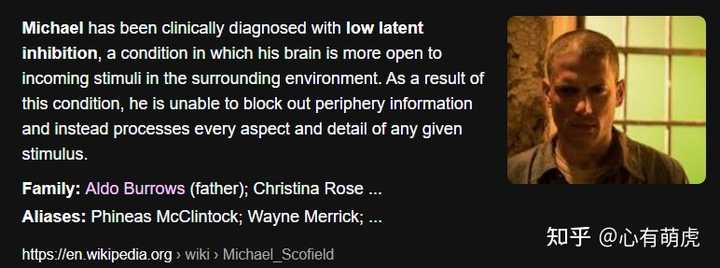 Michael has been clinically diagnosed with low latent
inhibition, a condition in which his brain is more open to
incoming stimuli in the surrounding environment. As a result of
this condition, he is unable to block out periphery information
and instead processes every aspect and detail of any given
stimulus.
Family: Aldo Burrows (father); Christina Rose ...
Aliases: Phineas McClintock; Wayne Merrick; ...
https://en.wikipedia.org › wiki › Michael_Scofield
知乎 @心有萌虎